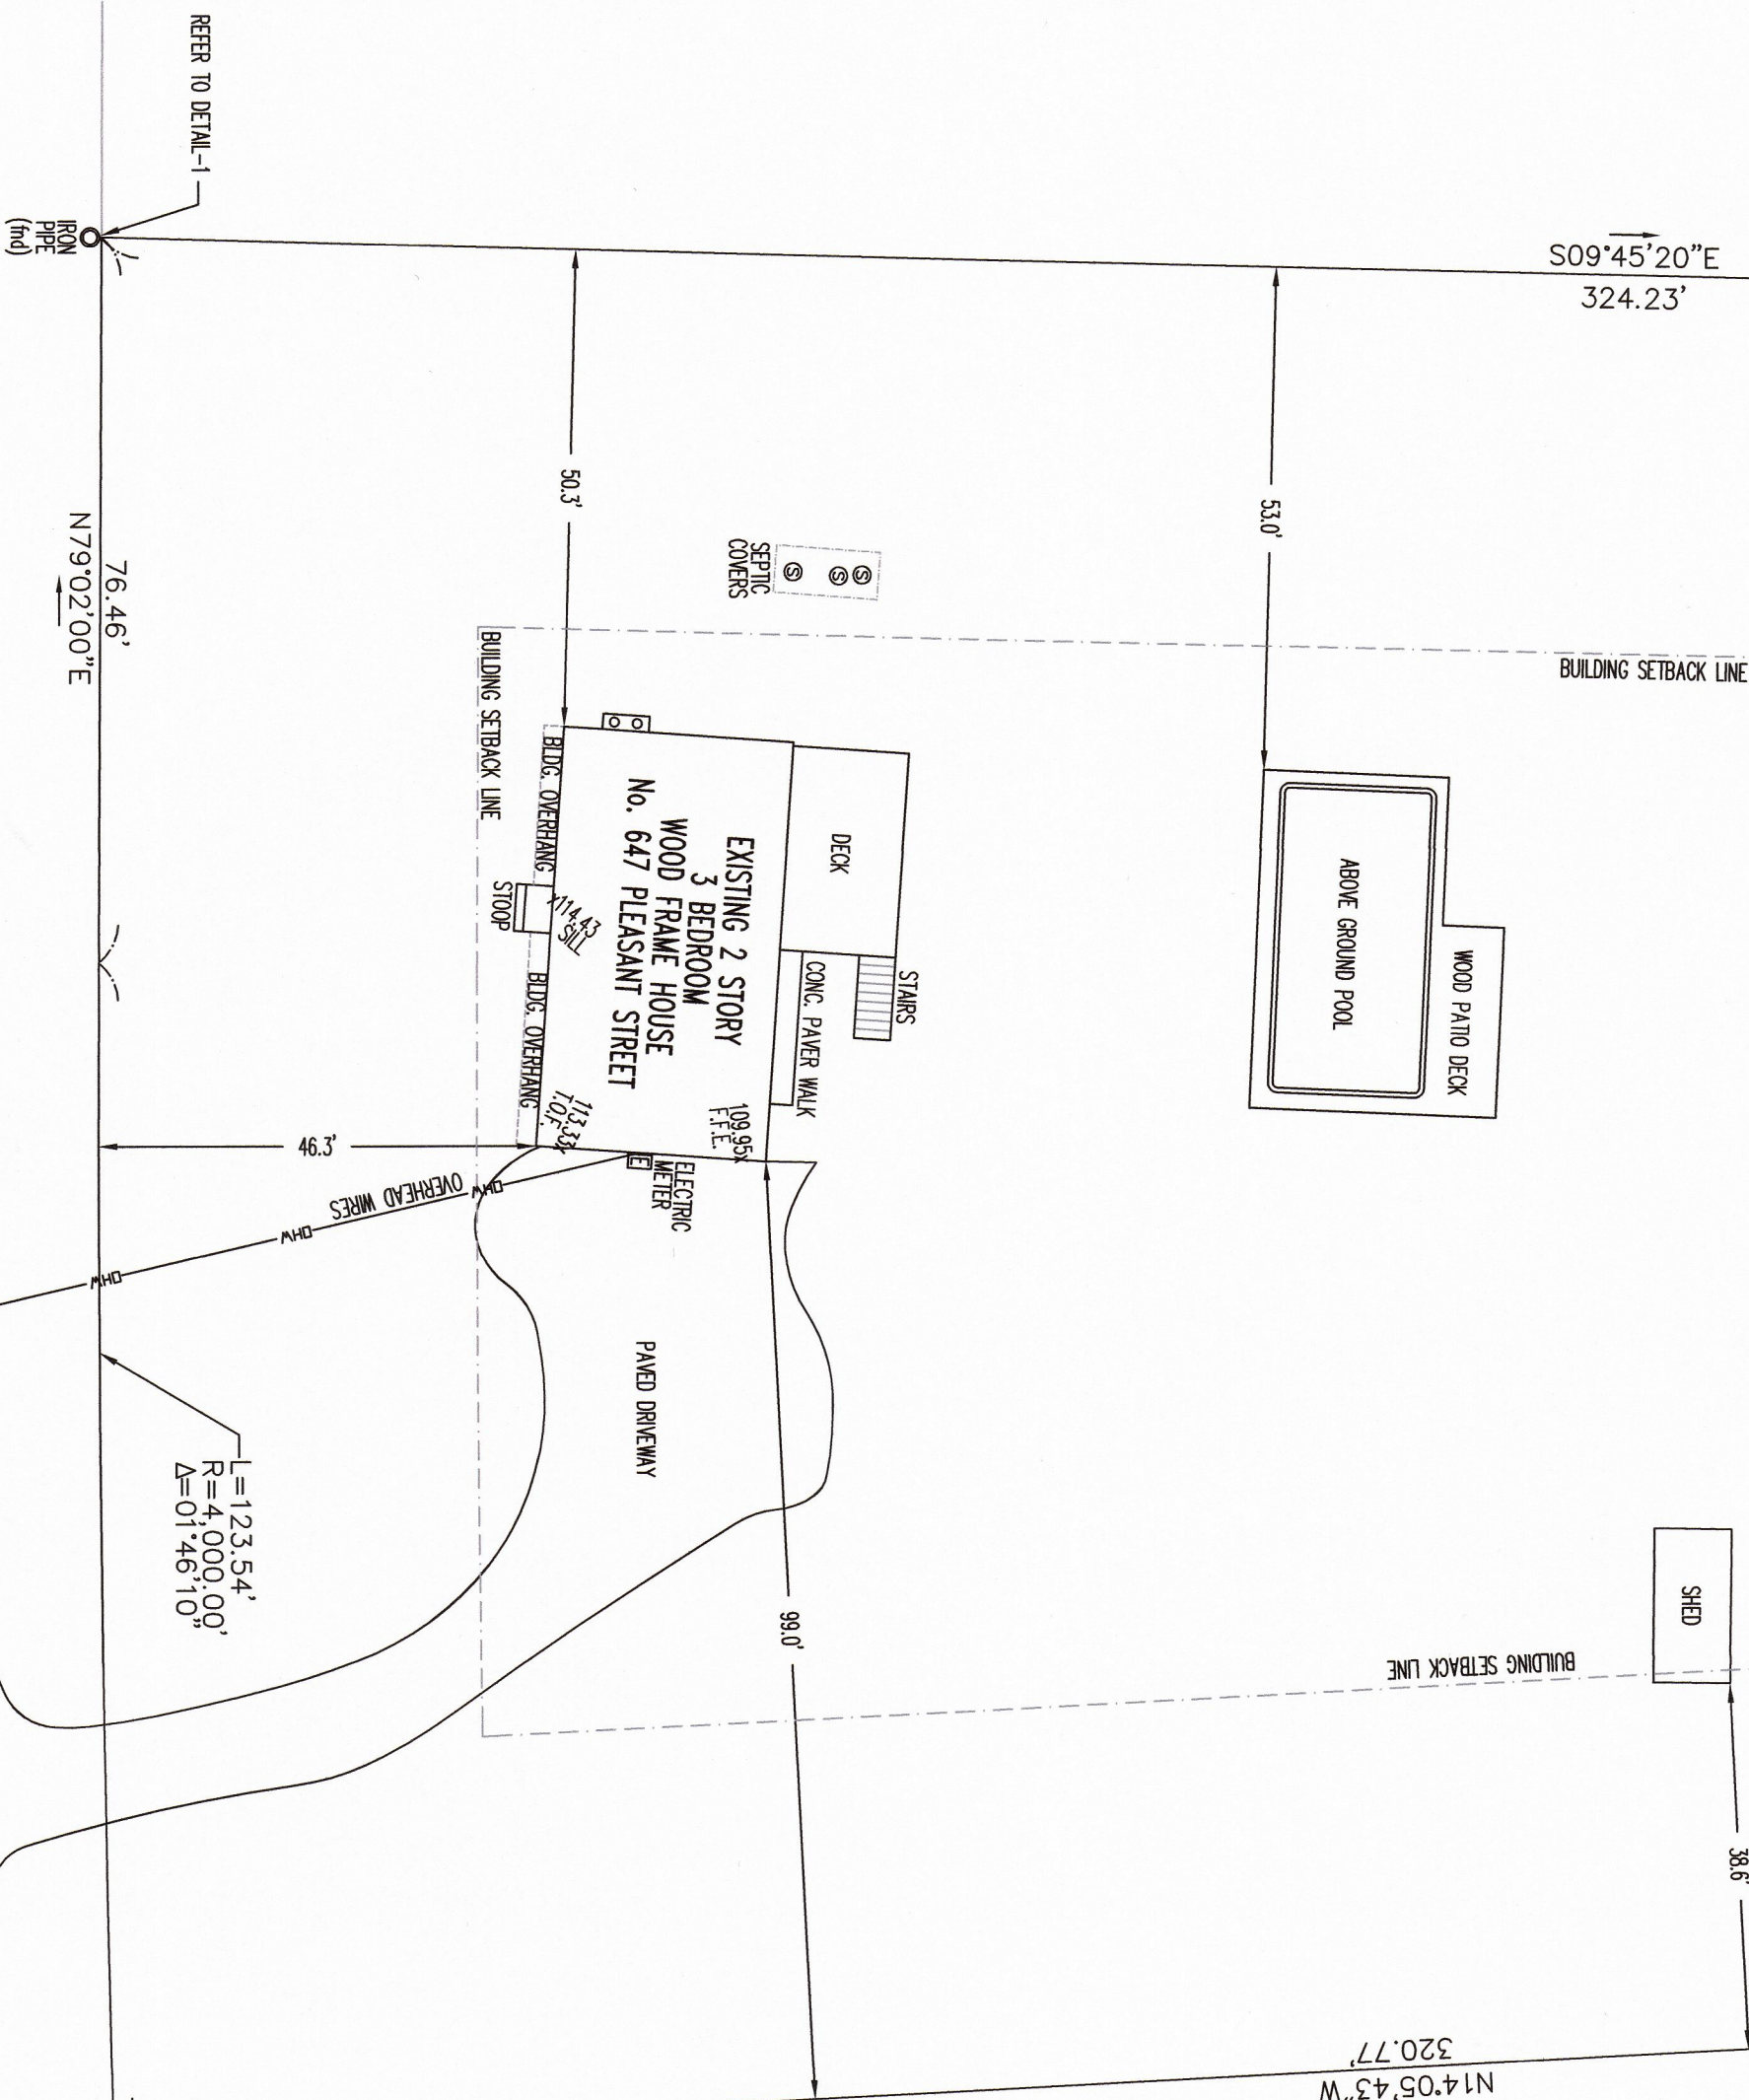 REFER TO DETAIL-1
IRON
PIPE
(fnd)
S09°45'20"E
324.23'
50.3'
53.0'
76.46'
N79°02'00"E
SEPTIC
COVERS
S
S
S
BUILDING SETBACK LINE
BUILDING SETBACK LINE
BLDG. OVERHANG
STOOP
BLDG. OVERHANG
x114.43
SILL
EXISTING 2 STORY
3 BEDROOM
WOOD FRAME HOUSE
No. 647 PLEASANT STREET
DECK
STAIRS
CONC. PAVER WALK
ABOVE GROUND POOL
WOOD PATIO DECK
113.33x
T.O.F.
109.95x
F.F.E.
46.3'
E
ELECTRIC
METER
OHW
OVERHEAD WIRES
OHW
OHW
PAVED DRIVEWAY
L=123.54'
R=4,000.00'
Δ=01°46'10"
99.0'
SHED
BUILDING SETBACK LINE
38.6'
320.77'
N14°05'43"W